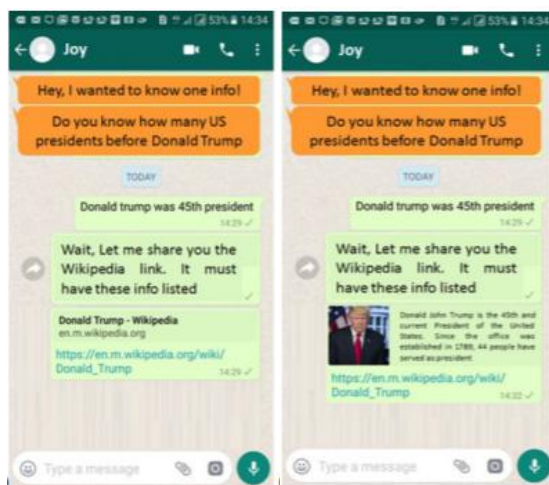 53% 14:34
Joy
Hey, I wanted to know one info!
Do you know how many US
presidents before Donald Trump
TODAY
Donald trump was 45th president
14:29
Wait, Let me share you the
Wikipedia link. It must
have these info listed
Donald Trump - Wikipedia
en.m.wikipedia.org
https://en.m.wikipedia.org/wiki/
Donald_Trump
14:29
Type a message
53% 14:34
Joy
Hey, I wanted to know one info!
Do you know how many US
presidents before Donald Trump
TODAY
Donald trump was 45th president
14:29
Wait, Let me share you the
Wikipedia link. It must
have these info listed
Donald John Trump is the 45th and
current President of the United
States. Since the office was
established in 1789, 44 people have
served as president
https://en.m.wikipedia.org/wiki/
Donald_Trump
14:32
Type a message